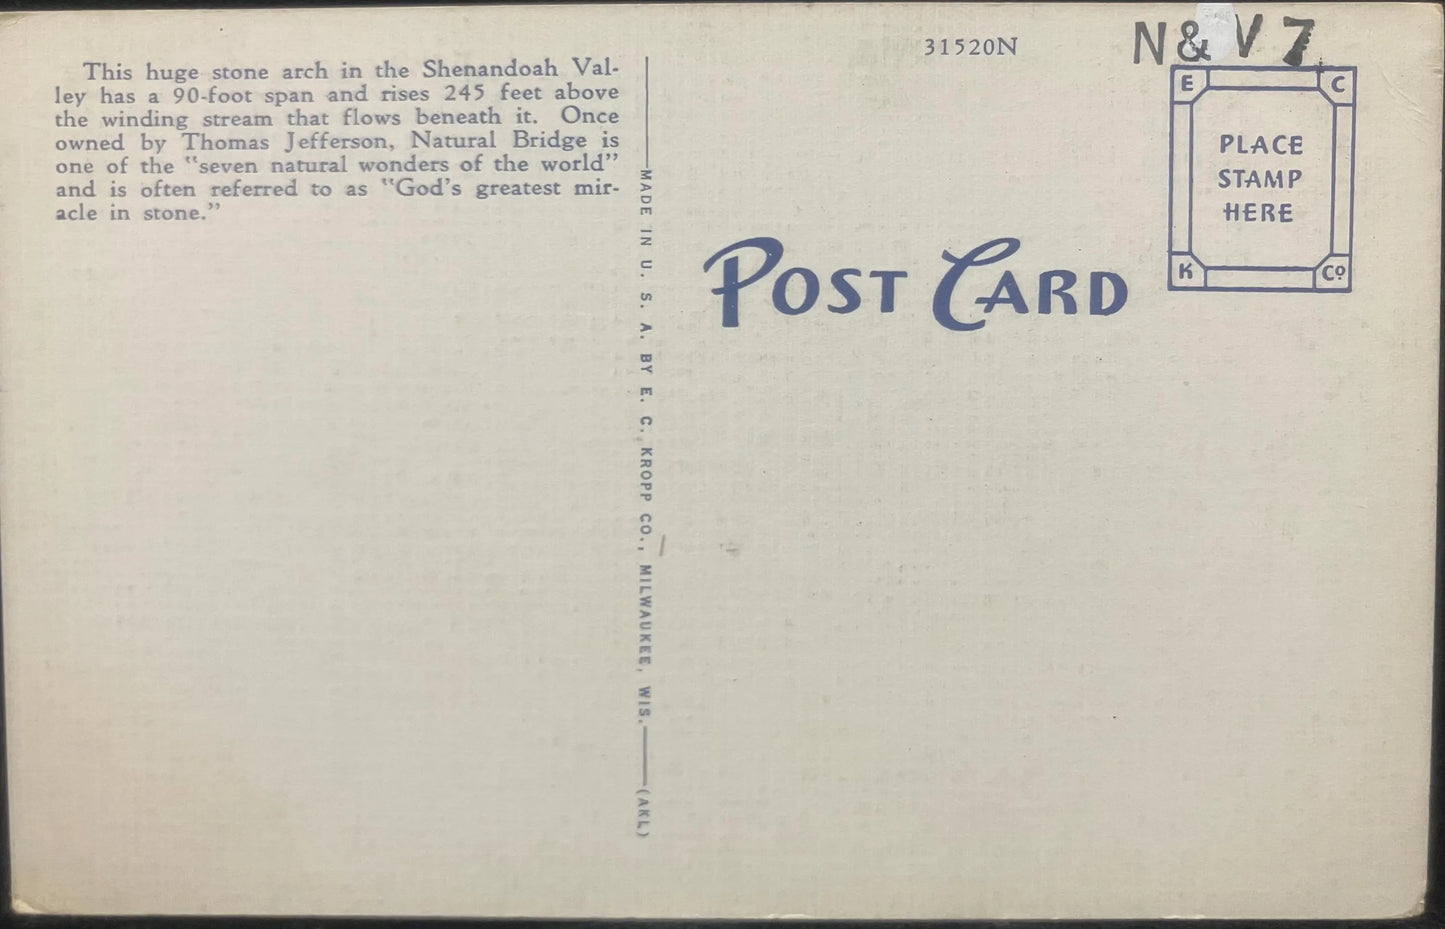 This huge stone arch in the Shenandoah Val-
ley has a 90-foot span and rises 245 feet above
the winding stream that flows beneath it. Once
owned by Thomas Jefferson, Natural Bridge is
one of the "seven natural wonders of the world"
and is often referred to as "God's greatest mir-
acle in stone."
MADE IN U. S. A. BY E. C. KROPP CO., MILWAUKEE, WIS.
(AKL)
31520N
N & V 7
E C
PLACE
STAMP
HERE
K Co
POST CARD